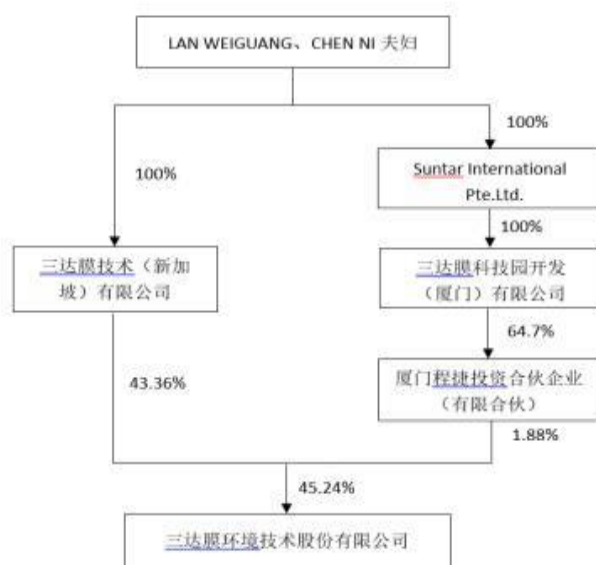 LAN WEIGUANG、CHEN NI 夫妇
100%
100%
Suntar International
Pte.Ltd.
100%
三达膜技术（新加
坡）有限公司
三达膜科技园开发
（厦门）有限公司
64.7%
43.36%
厦门程捷投资合伙企业
（有限合伙）
1.88%
45.24%
三达膜环境技术股份有限公司